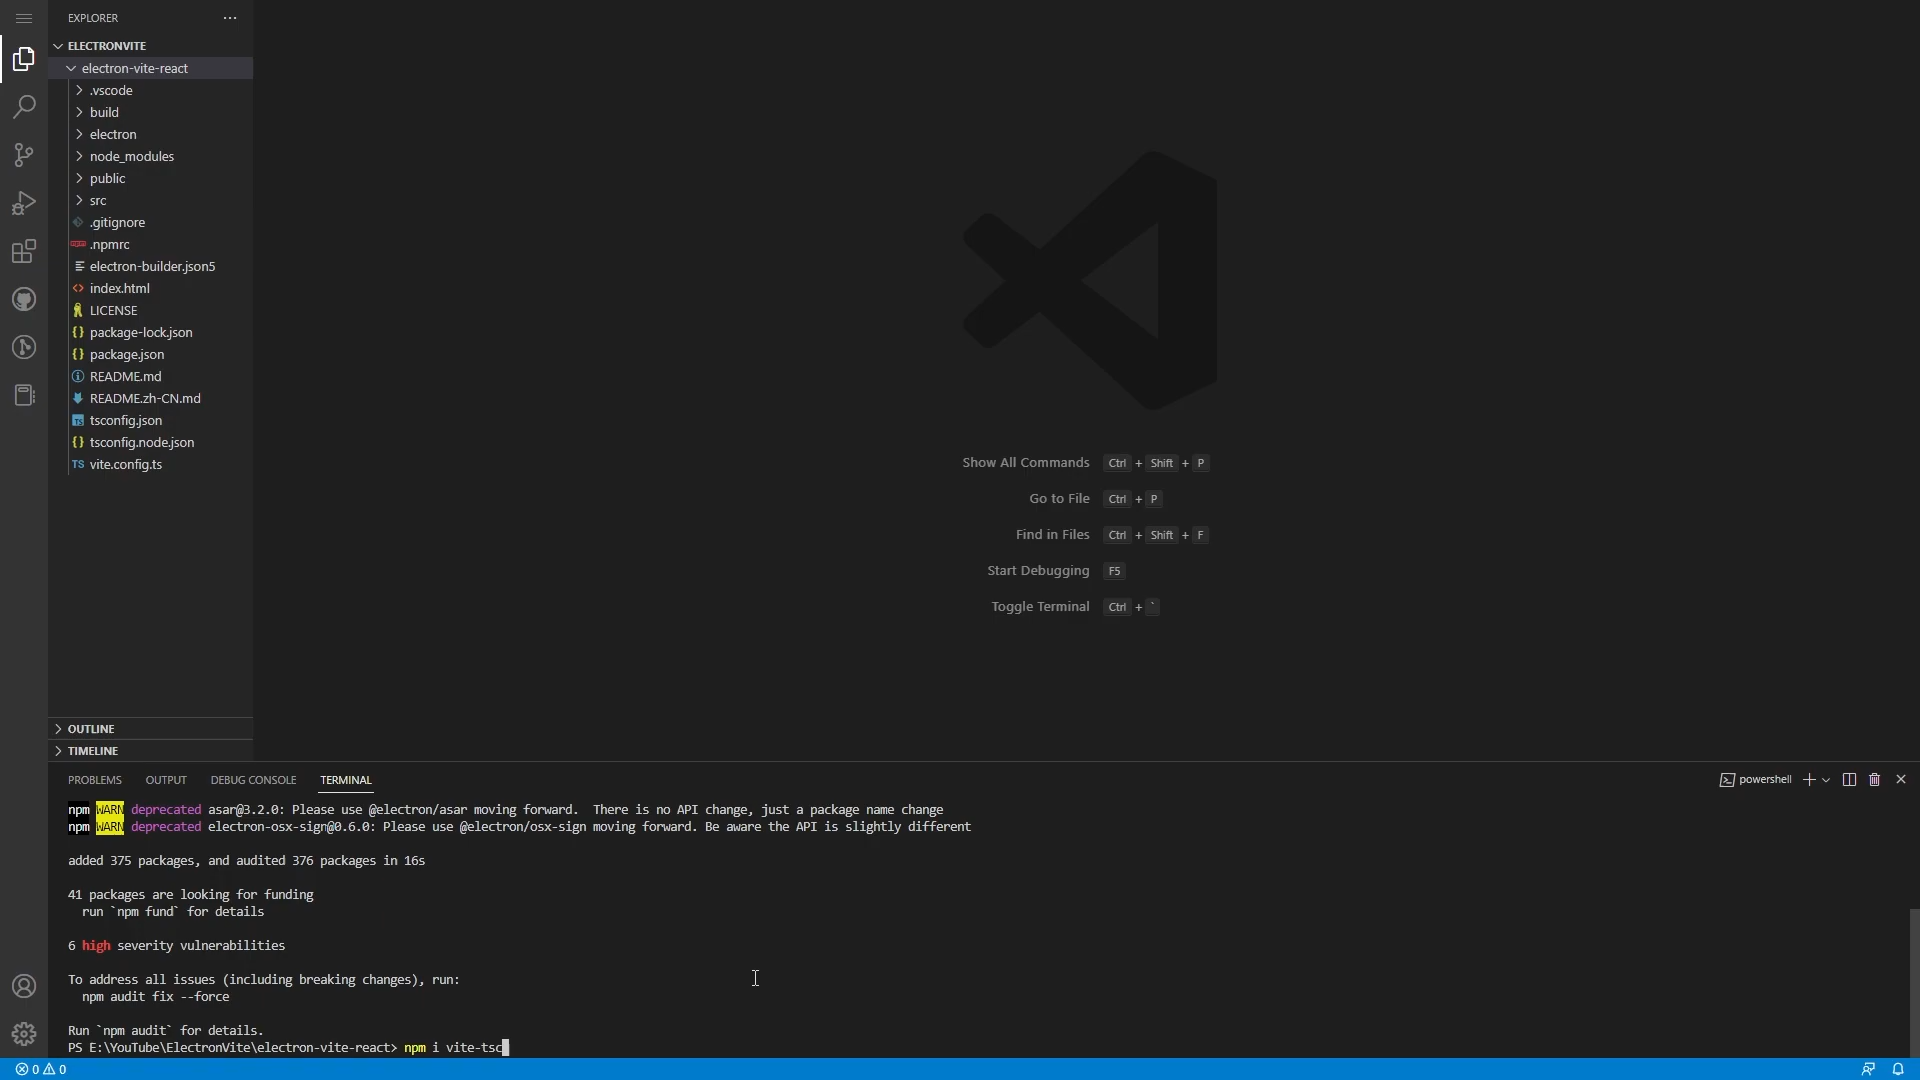 EXPLORER
ELECTRONVITE
electron-vite-react
.vscode
build
electron
node_modules
public
src
.gitignore
.npmrc
electron-builder.json5
index.html
LICENSE
package-lock.json
package.json
README.md
README.zh-CN.md
tsconfig.json
tsconfig.node.json
TS vite.config.ts
OUTLINE
TIMELINE
Show All Commands Ctrl + Shift + P
Go to File Ctrl + P
Find in Files Ctrl + Shift + F
Start Debugging F5
Toggle Terminal Ctrl + `
PROBLEMS OUTPUT DEBUG CONSOLE TERMINAL powershell
npm WARN deprecated asar@3.2.0: Please use @electron/asar moving forward.  There is no API change, just a package name change
npm WARN deprecated electron-osx-sign@0.6.0: Please use @electron/osx-sign moving forward. Be aware the API is slightly different
added 375 packages, and audited 376 packages in 16s
41 packages are looking for funding
run `npm fund` for details
6 high severity vulnerabilities
To address all issues (including breaking changes), run:
npm audit fix --force
Run `npm audit` for details.
PS E:\YouTube\ElectronVite\electron-vite-react> npm i vite-tsc
0 0